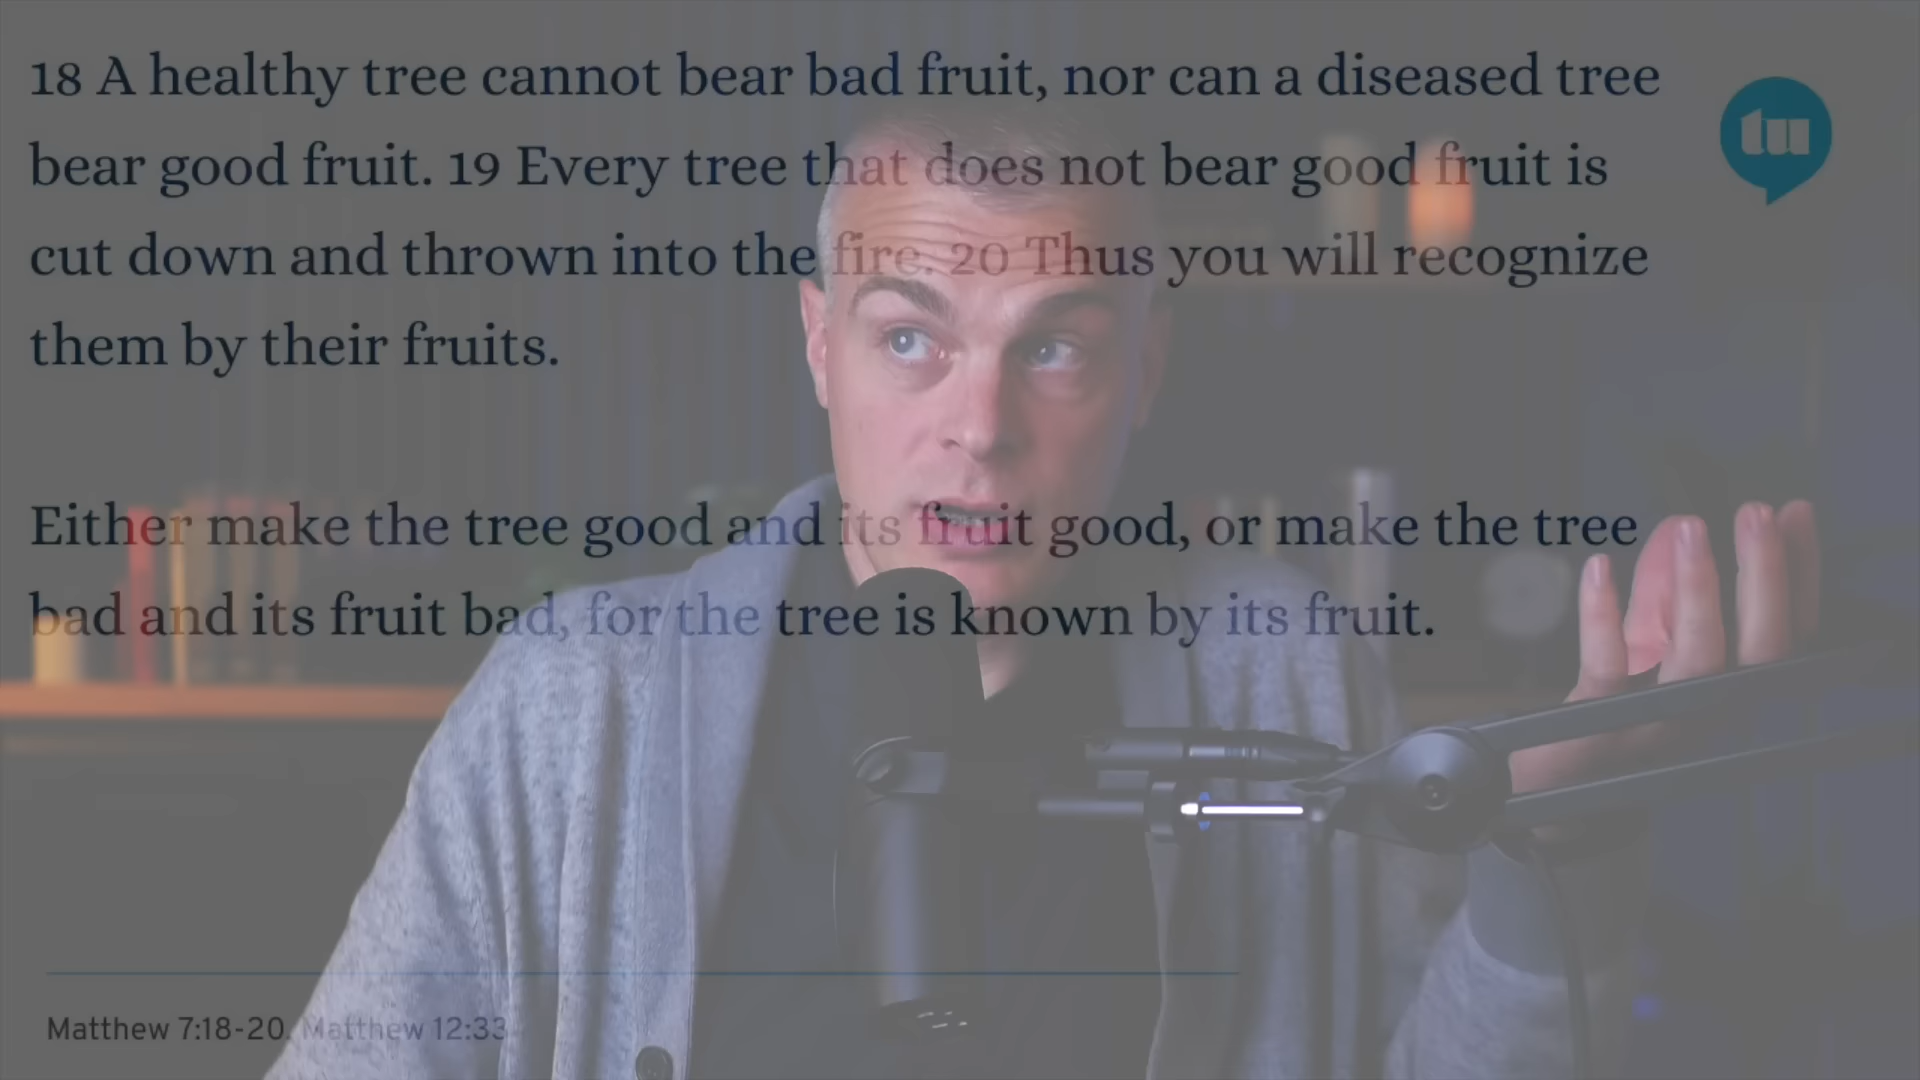 18 A healthy tree cannot bear bad fruit, nor can a diseased tree
bear good fruit. 19 Every tree that does not bear good fruit is
cut down and thrown into the fire. 20 Thus you will recognize
them by their fruits.
Either make the tree good and its fruit good, or make the tree
bad and its fruit bad, for the tree is known by its fruit.
Matthew 7:18-20, Matthew 12:33
tu